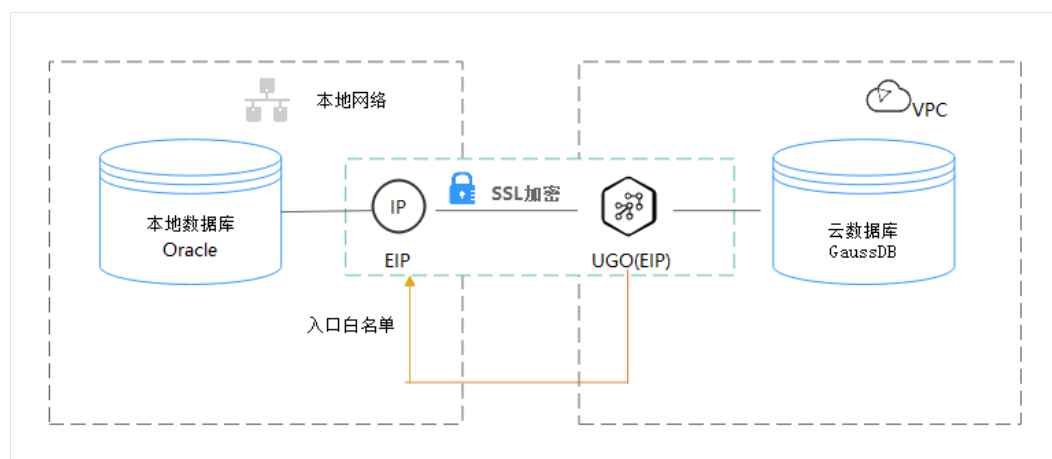 本地网络
VPC
本地数据库
Oracle
IP
SSL加密
云数据库
GaussDB
EIP
UGO(EIP)
入口白名单